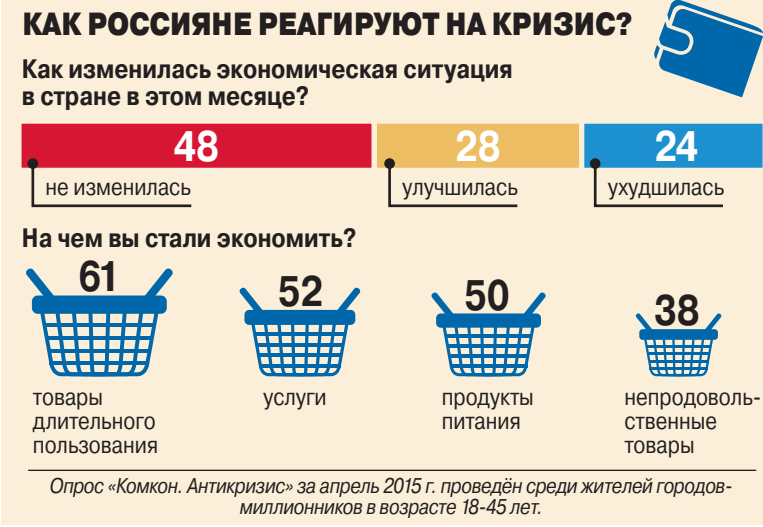 КАК РОССИЯНЕ РЕАГИРУЮТ НА КРИЗИС?
Как изменилась экономическая ситуация
в стране в этом месяце?
48
28
24
не изменилась
улучшилась
ухудшилась
На чем вы стали экономить?
61
52
50
38
товары
длительного
пользования
услуги
продукты
питания
непродоволь-
ственные
товары
Опрос «Комкон. Антикризис» за апрель 2015 г. проведён среди жителей городов-
миллионников в возрасте 18-45 лет.